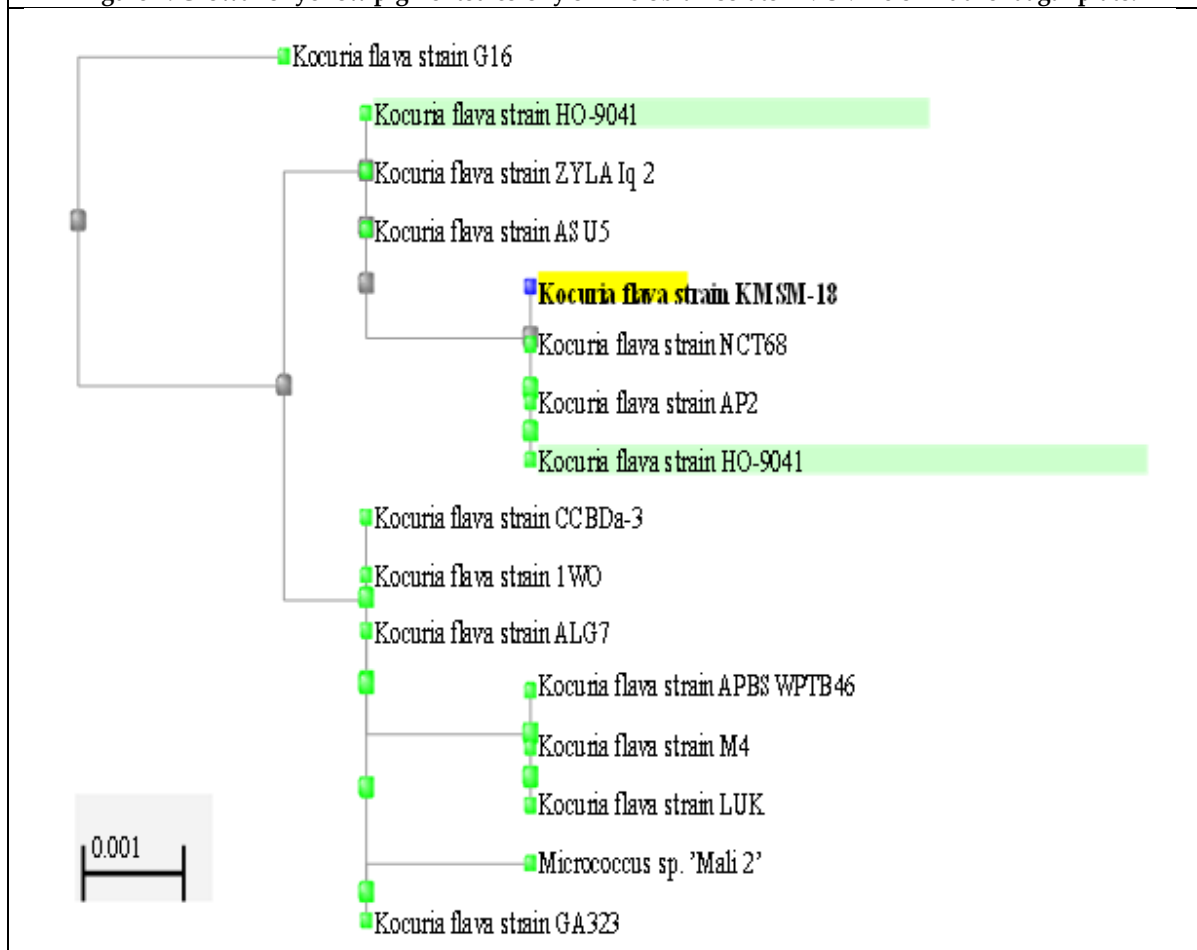 Kocuria flava strain G16
Kocuria flava strain HO-9041
Kocuria flava strain ZYLA Iq 2
Kocuria flava strain AS U5
Kocuria flava strain KMSM-18
Kocuria flava strain NCT68
Kocuria flava strain AP2
Kocuria flava strain HO-9041
Kocuria flava strain CCBDa-3
Kocuria flava strain 1WO
Kocuria flava strain ALG7
Kocuria flava strain APBS WPTB46
Kocuria flava strain M4
Kocuria flava strain LUK
Micrococcus sp. 'Mali 2'
Kocuria flava strain GA323
0.001